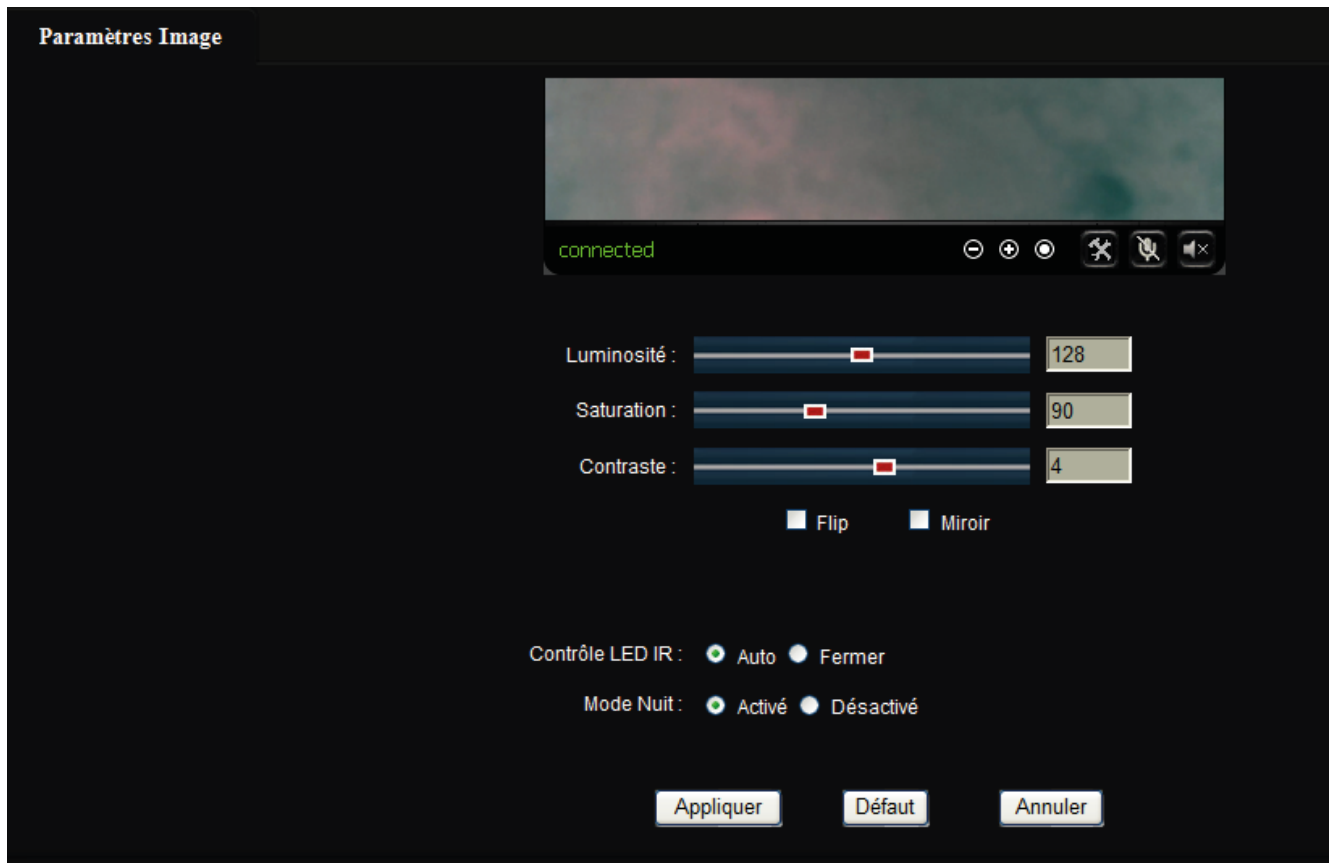 Paramètres Image
connected
Luminosité : 128
Saturation : 90
Contraste : 4
Flip Miroir
Contrôle LED IR : Auto Fermer
Mode Nuit : Activé Désactivé
Appliquer Défaut Annuler